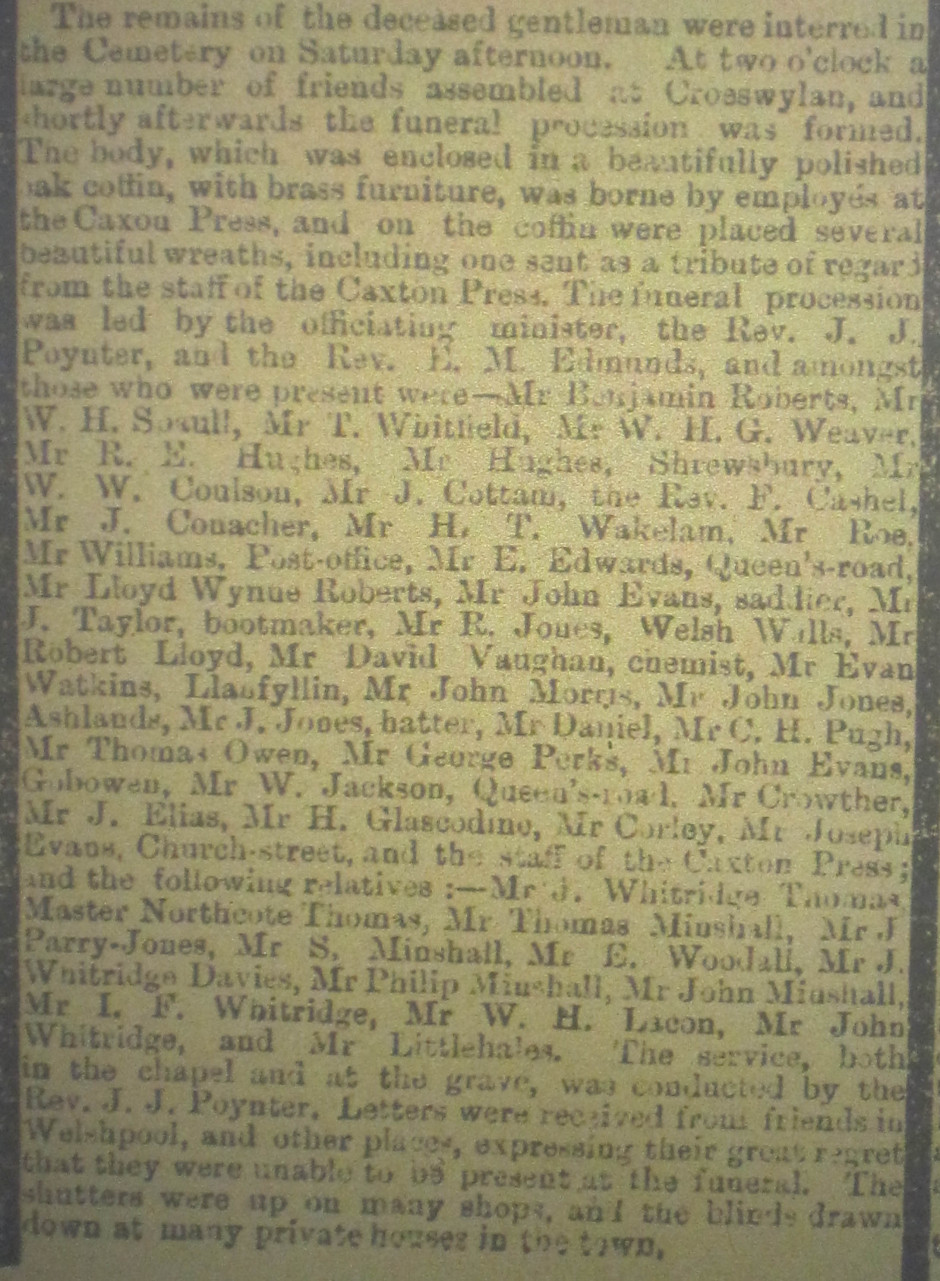 The remains of the deceased gentleman were interred in
the Cemetery on Saturday afternoon. At two o'clock a
large number of friends assembled at Croeswylan, and
shortly afterwards the funeral procession was formed.
The body, which was enclosed in a beautifully polished
oak coffin, with brass furniture, was borne by employés at
the Caxou Press, and on the coffin were placed several
beautiful wreaths, including one sent as a tribute of regard
from the staff of the Caxton Press. The funeral procession
was led by the officiating minister, the Rev. J. J.
Poynter, and the Rev. E. M. Edmunds, and amongst
those who were present were—Mr Benjamin Roberts, Mr
W. H. Spaull, Mr T. Whitfield, Mr W. H. G. Weaver,
Mr R. E. Hughes, Mr Hughes, Shrewsbury, Mr
W. W. Coulson, Mr J. Cottam, the Rev. F. Cashel,
Mr J. Conacher, Mr H. T. Wakelam, Mr Roe,
Mr Williams, Post-office, Mr E. Edwards, Queen's-road,
Mr Lloyd Wynne Roberts, Mr John Evans, saddler, Mr
J. Taylor, bootmaker, Mr R. Jones, Welsh Walls, Mr
Robert Lloyd, Mr David Vaughan, chemist, Mr Evan
Watkins, Llanfyllin, Mr John Morris, Mr John Jones,
Ashlands, Mr J. Jones, hatter, Mr Daniel, Mr C. H. Pugh,
Mr Thomas Owen, Mr George Perks, Mr John Evans,
Gobowen, Mr W. Jackson, Queen's-road, Mr Crowther,
Mr J. Elias, Mr H. Glascodine, Mr Corley, Mr Joseph
Evans, Church-street, and the staff of the Caxton Press;
and the following relatives :—Mr J. Whitridge Thomas,
Master Northcote Thomas, Mr Thomas Minshall, Mr J
Parry-Jones, Mr S. Minshall, Mr E. Woodall, Mr J.
Whitridge Davies, Mr Philip Minshall, Mr John Minshall,
Mr I. F. Whitridge, Mr W. H. Lacon, Mr John
Whitridge, and Mr Littlehales. The service, both
in the chapel and at the grave, was conducted by the
Rev. J. J. Poynter. Letters were received from friends in
Welshpool, and other places, expressing their great regret
that they were unable to be present at the funeral. The
shutters were up on many shops, and the blinds drawn
down at many private houses in the town.